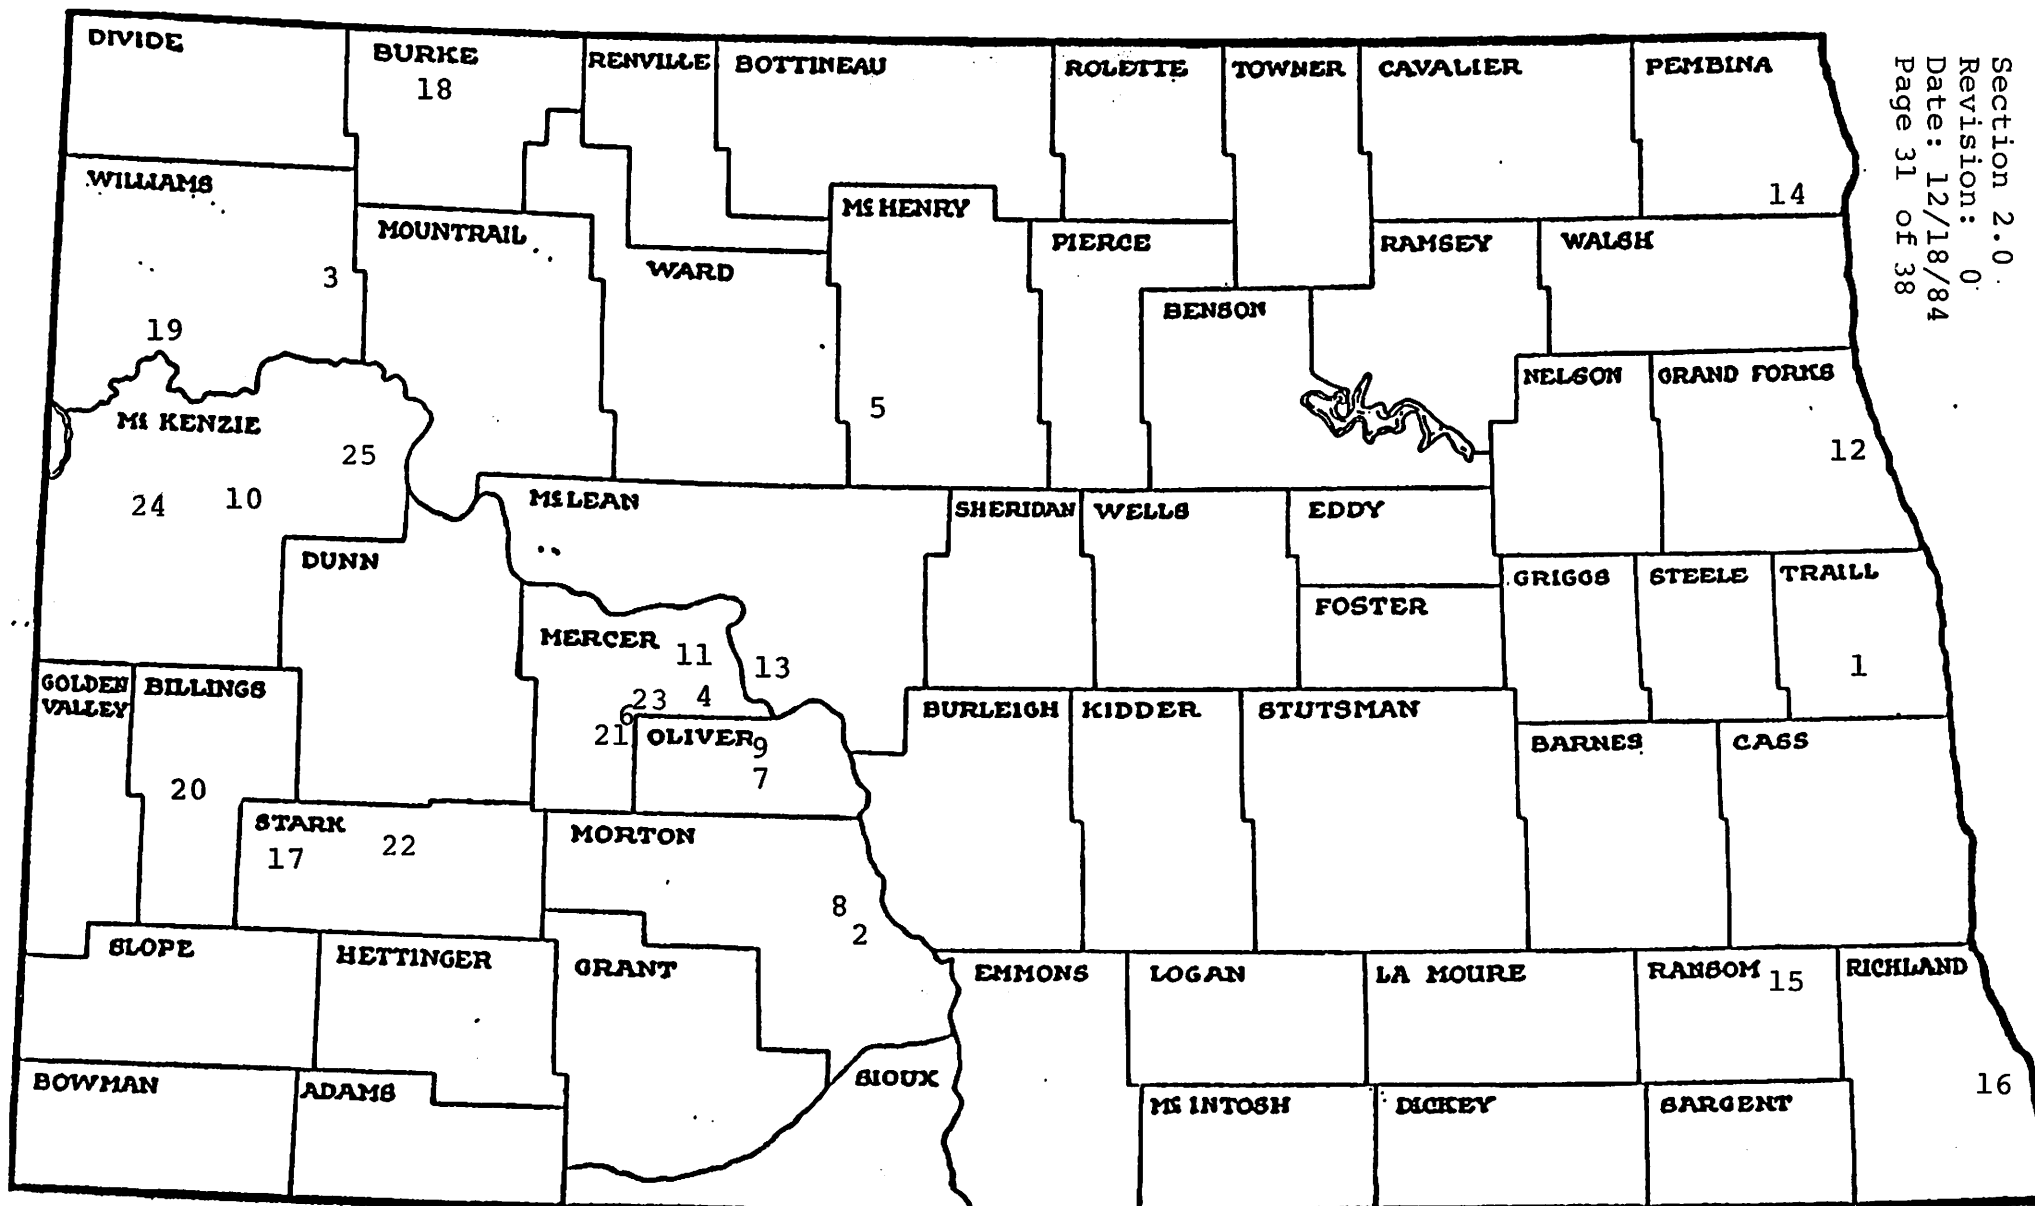 DIVIDE
BURKE
18
RENVILLE
BOTTINEAU
ROLETTE
TOWNER
CAVALIER
PEMBINA
14
Section 2.0
Revision: 0
Date: 12/18/84
Page 31 of 38
WILLIAMS
3
19
MOUNTRAIL
WARD
McHENRY
5
PIERCE
BENSON
RAMSEY
WALSH
NELSON
GRAND FORKS
12
Mc KENZIE
25
24
10
DUNN
McLEAN
SHERIDAN
WELLS
EDDY
FOSTER
GRIGGS
STEELE
TRAILL
1
MERCER
11
13
23
4
6
21
OLIVER
9
7
GOLDEN
VALLEY
BILLINGS
20
STARK
17
22
MORTON
8
2
BURLEIGH
KIDDER
STUTSMAN
BARNES
CASS
SLOPE
HETTINGER
GRANT
EMMONS
LOGAN
LA MOURE
RANSOM
15
RICHLAND
16
BOWMAN
ADAMS
SIOUX
Mc INTOSH
DICKEY
SARGENT